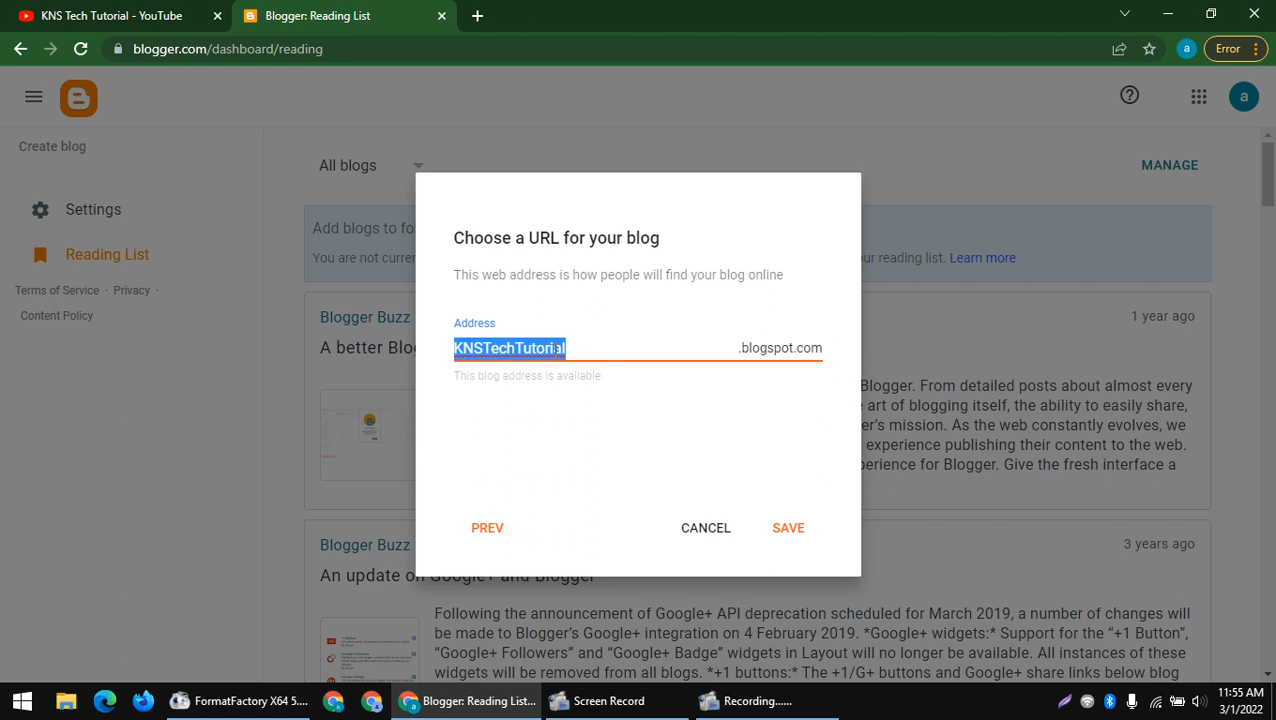 KNS Tech Tutorial - YouTube
Blogger: Reading List
blogger.com/dashboard/reading
a
Error
a
Create blog
All blogs
MANAGE
Settings
Reading List
Terms of Service · Privacy ·
Content Policy
Add blogs to fo
You are not curre
our reading list. Learn more
Choose a URL for your blog
This web address is how people will find your blog online
Address
KNSTechTutorial
.blogspot.com
This blog address is available.
PREV
CANCEL
SAVE
Blogger Buzz
1 year ago
A better Blo
Blogger. From detailed posts about almost every
e art of blogging itself, the ability to easily share,
r's mission. As the web constantly evolves, we
experience publishing their content to the web.
perience for Blogger. Give the fresh interface a
Blogger Buzz
3 years ago
An update on Google+ and Blogger
Following the announcement of Google+ API deprecation scheduled for March 2019, a number of changes will
be made to Blogger's Google+ integration on 4 February 2019. *Google+ widgets:* Support for the "+1 Button",
"Google+ Followers" and "Google+ Badge" widgets in Layout will no longer be available. All instances of these
widgets will be removed from all blogs. *+1 buttons:* The +1/G+ buttons and Google+ share links below blog
FormatFactory X64 5....
Blogger: Reading List...
Screen Record
Recording......
11:55 AM
3/1/2022